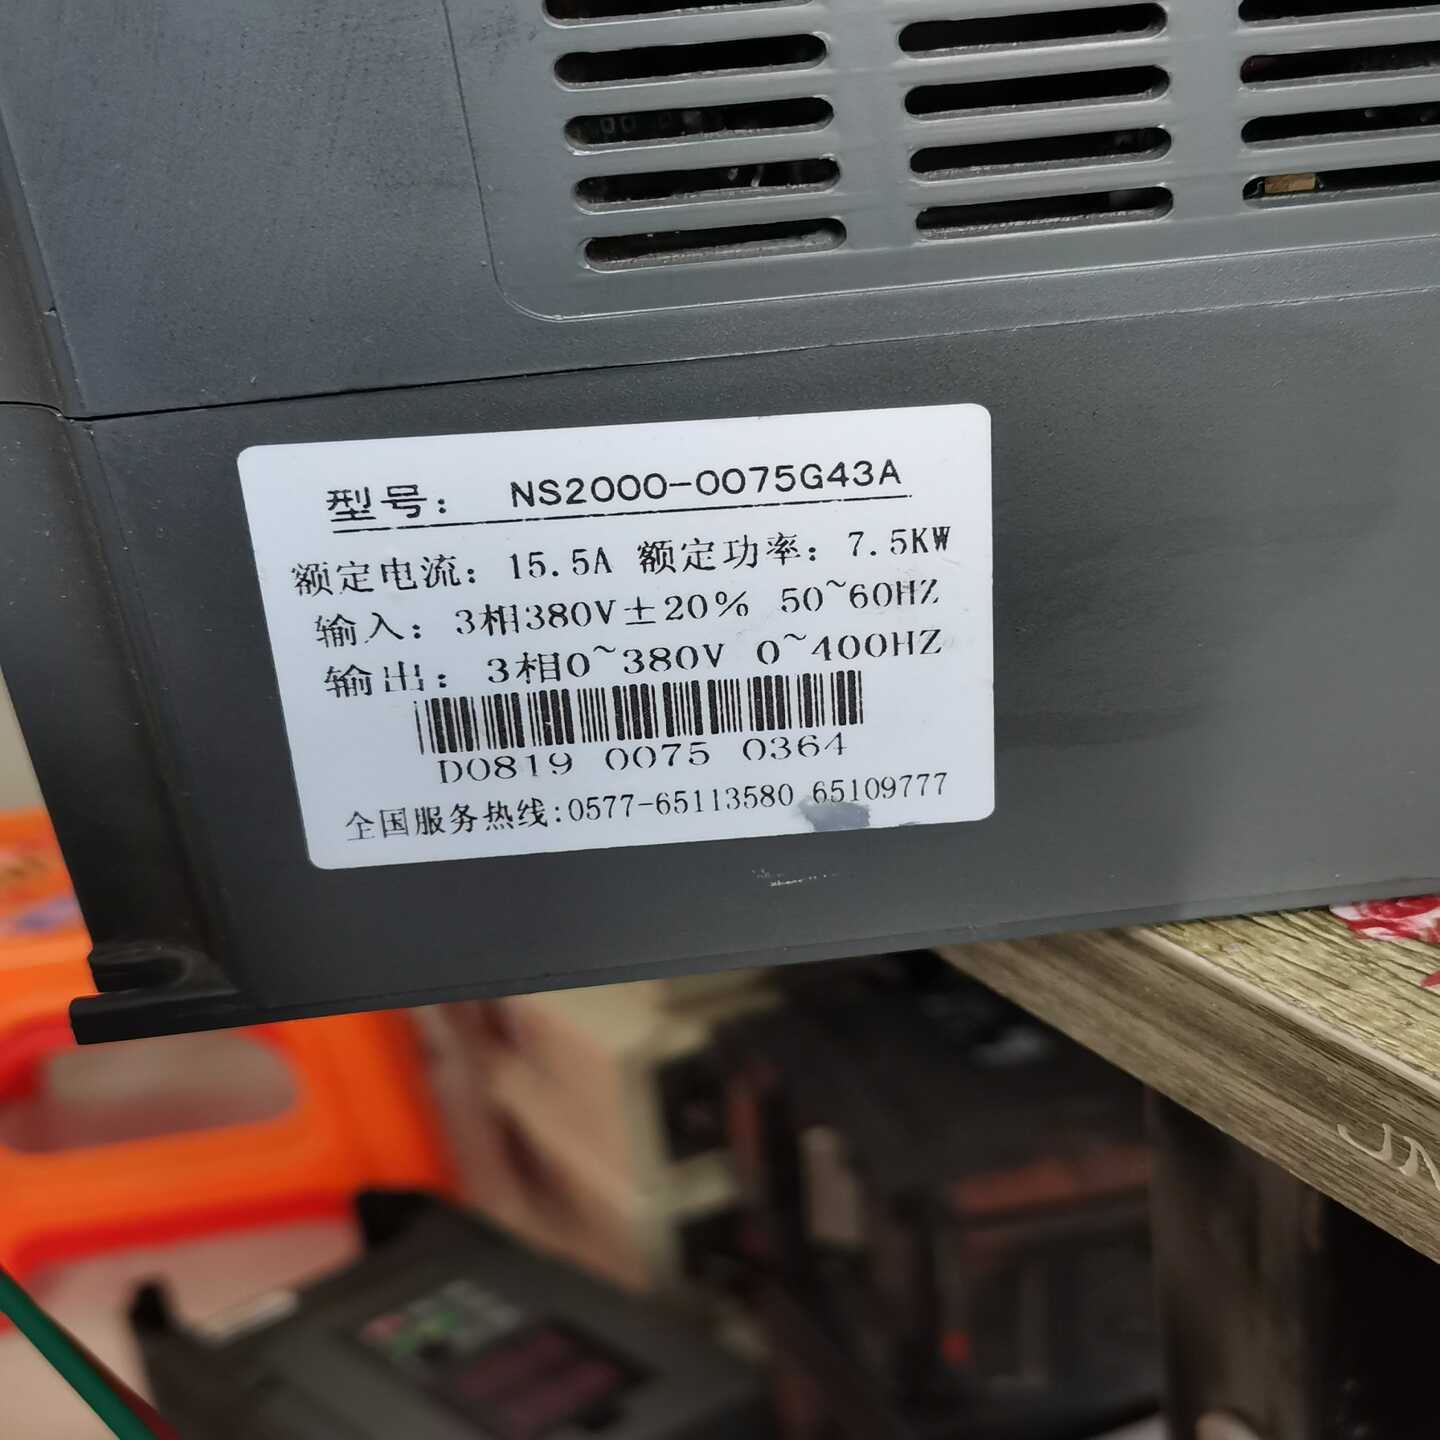 型号： NS2000-0075G43A
额定电流：15.5A 额定功率：7.5KW
输入：3相380V±20% 50~60HZ
输出：3相0~380V 0~400HZ
D0819 0075 0364
全国服务热线:0577-65113580 65109777